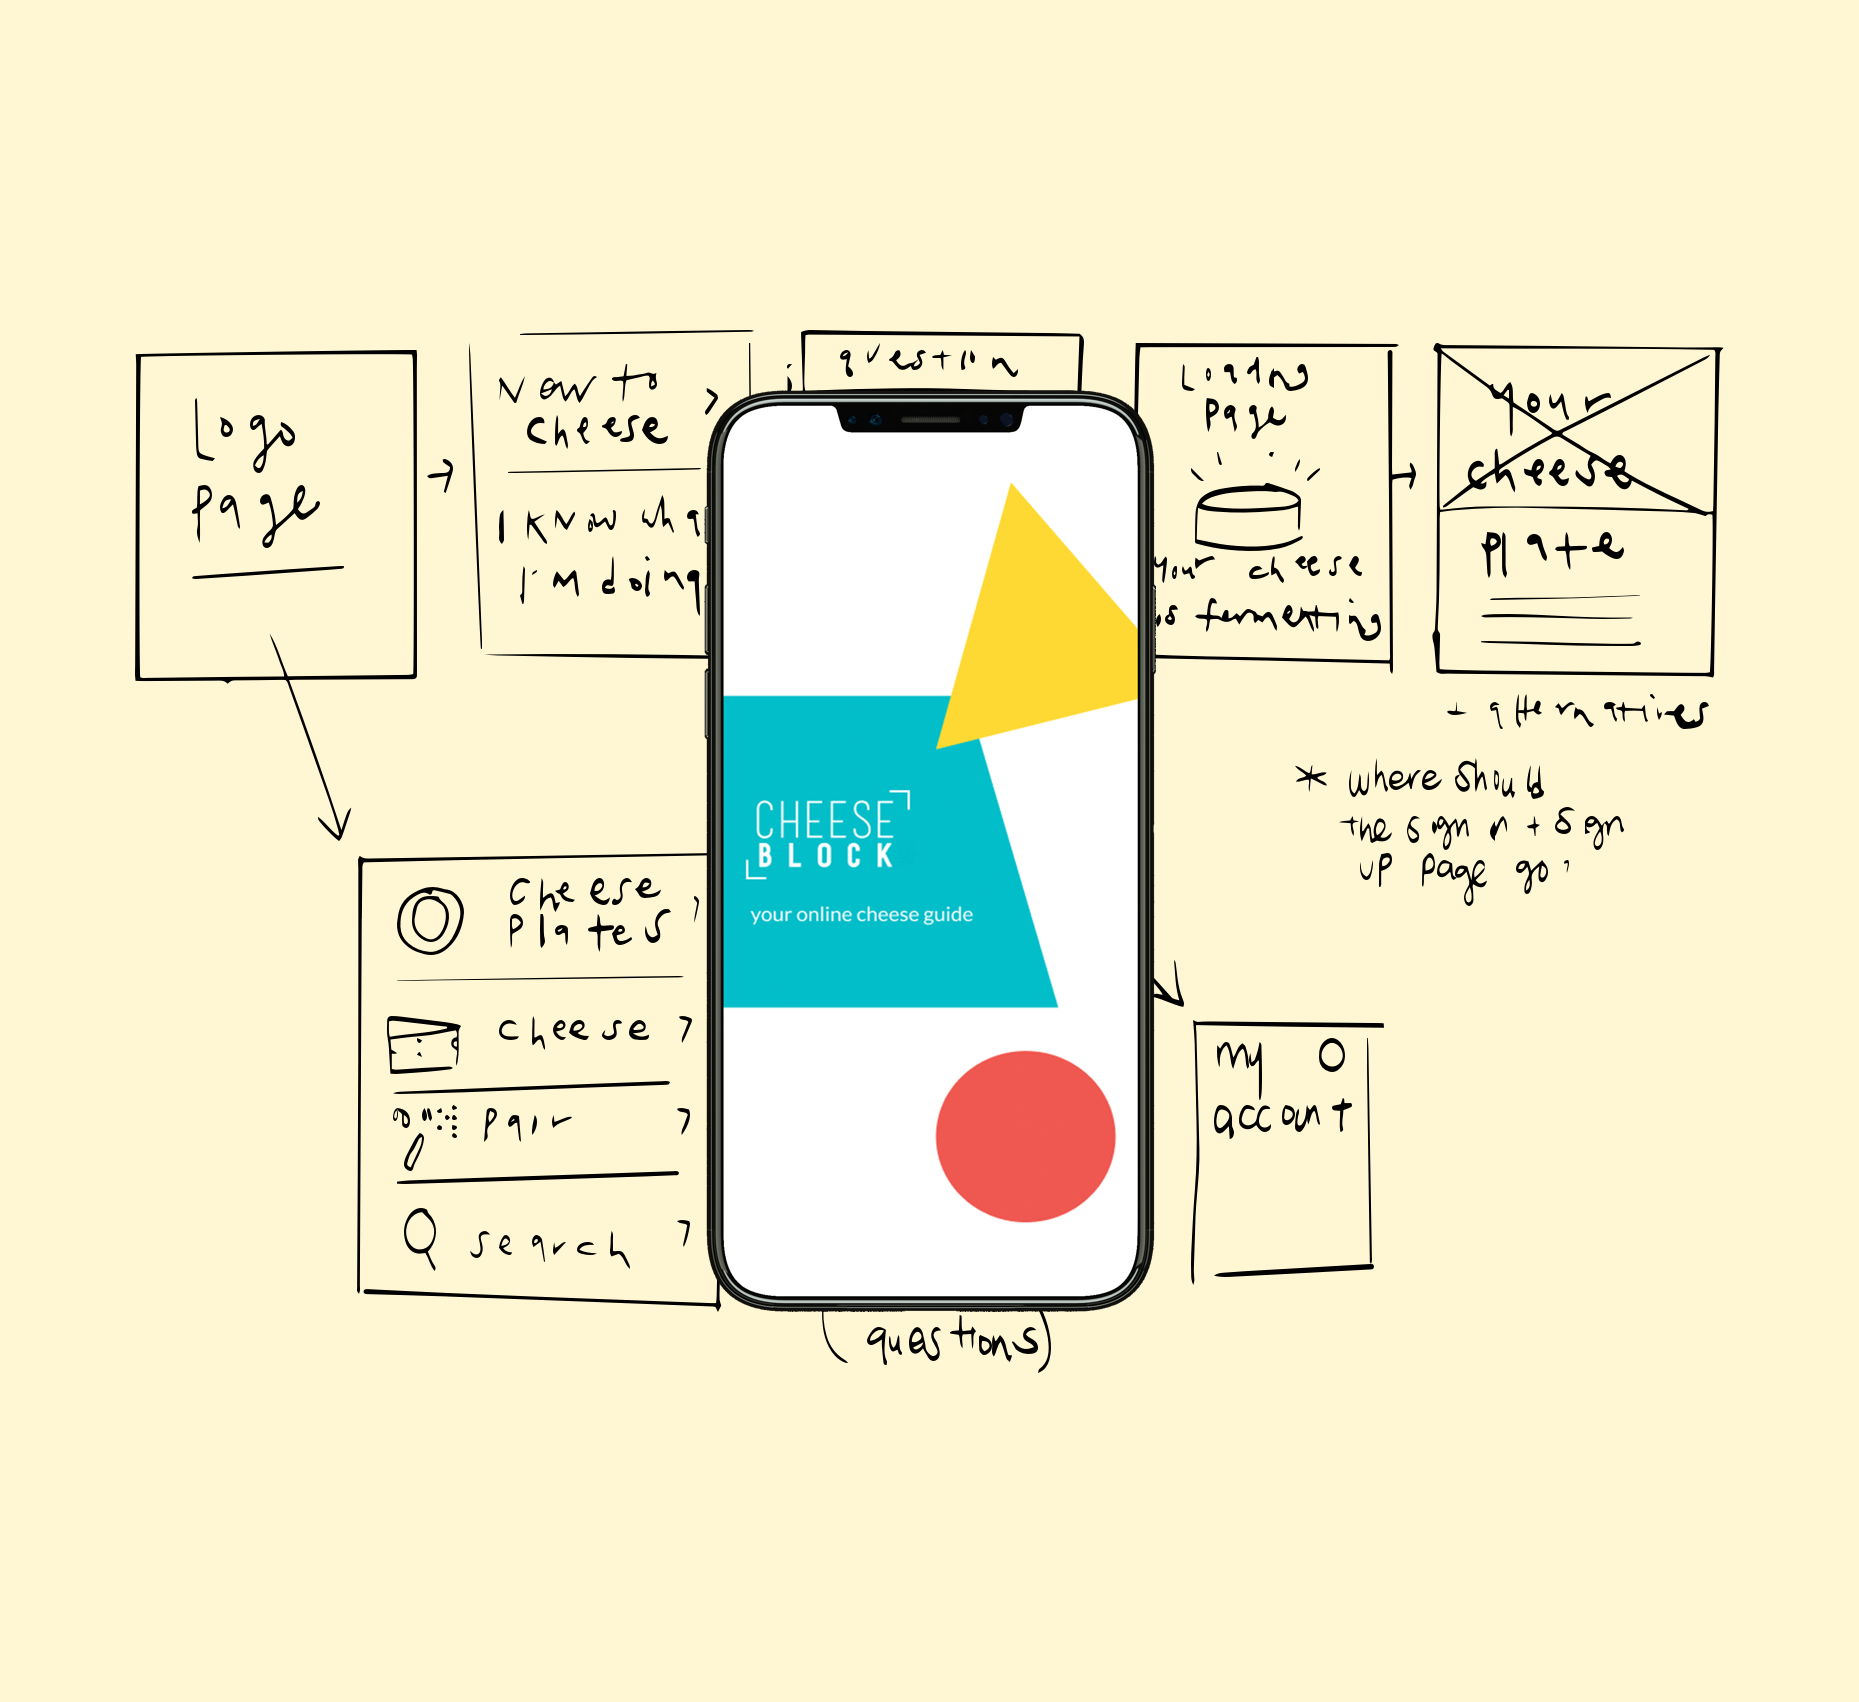 Logo
Page
New to
cheese
I know wha
I'm doing
question
Loading
Page
your cheese
is fermenting
your
cheese
plate
+ alternatives
* where should
the sign in + sign
up page go?
CHEESE
BLOCK
your online cheese guide
Cheese
Plates
cheese
pair
search
(questions)
my
account